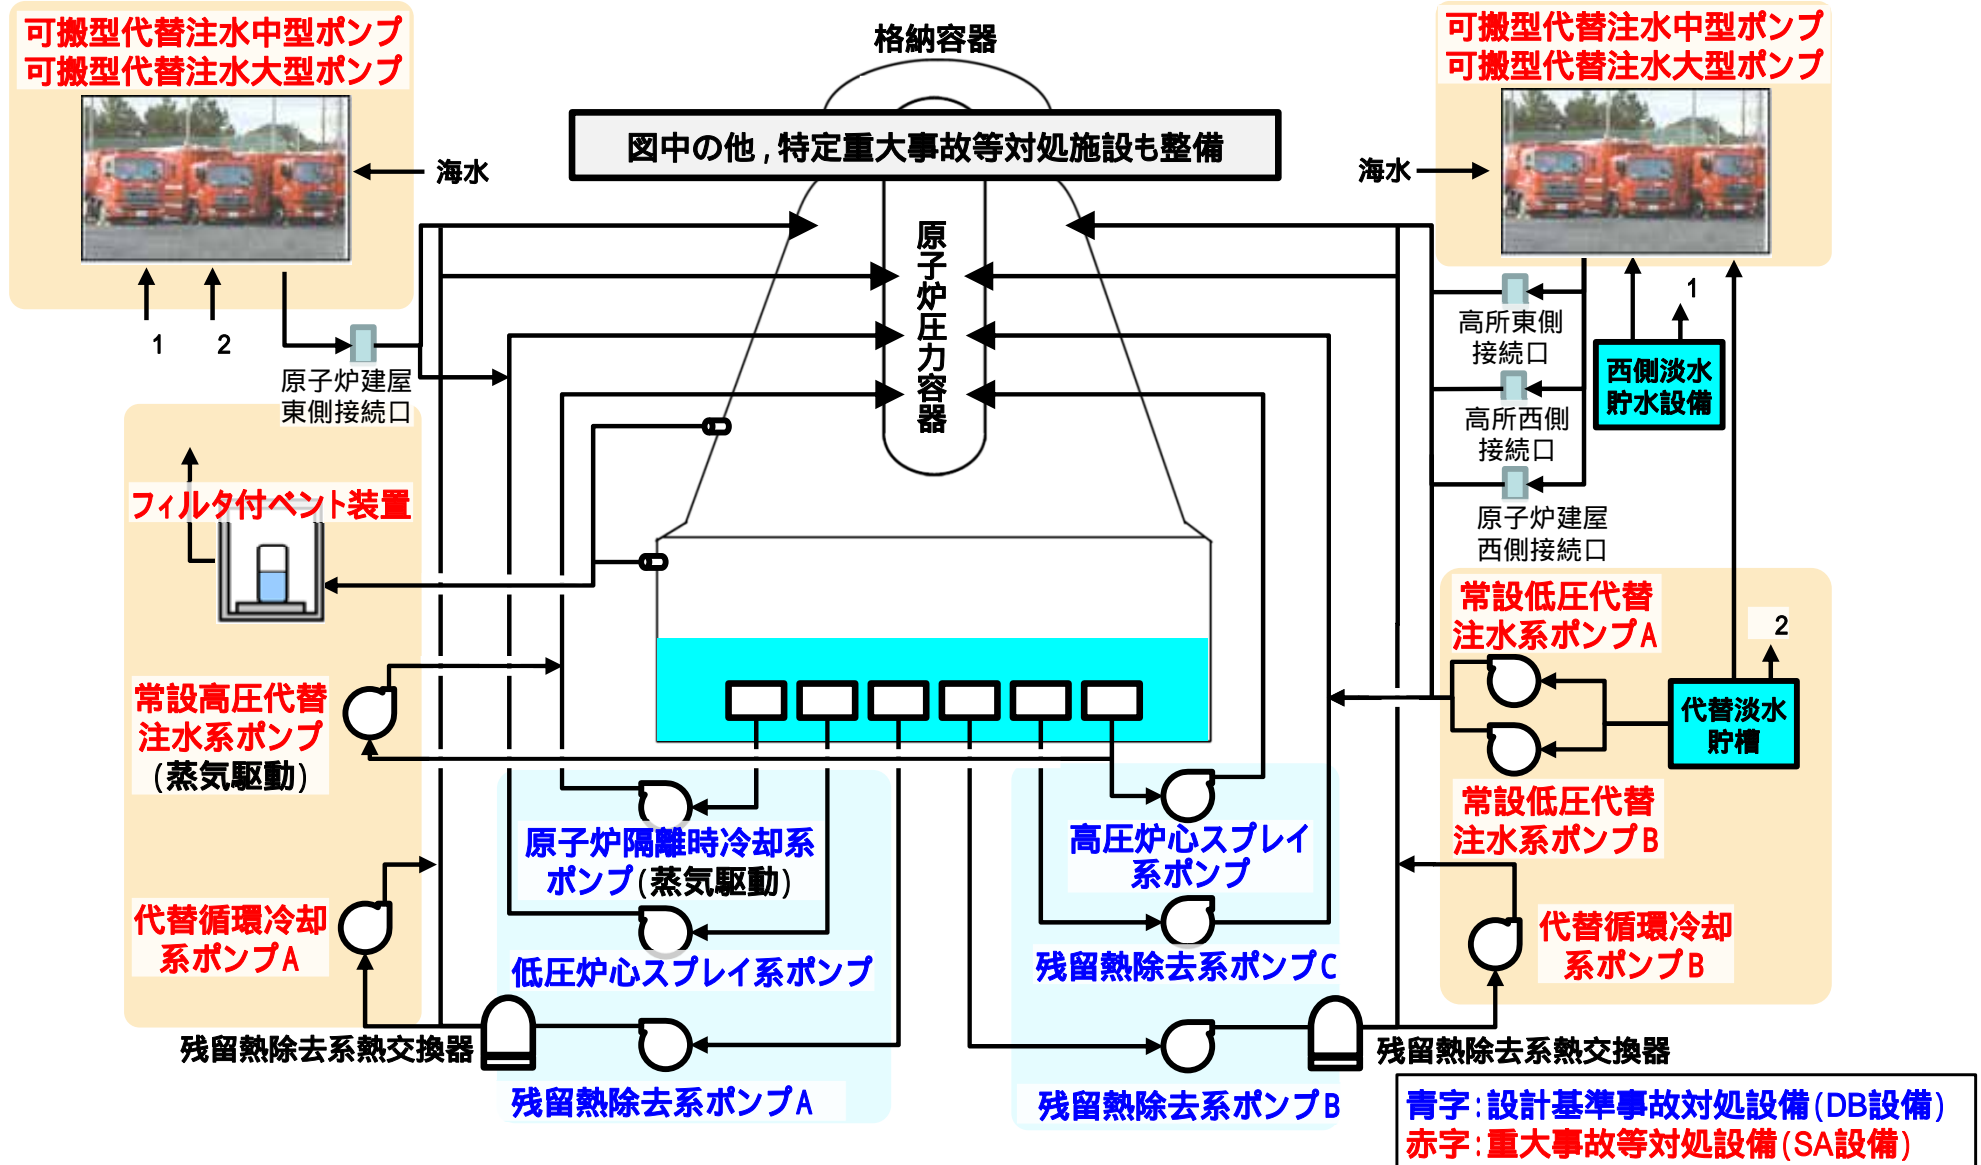 可搬型代替注水中型ポンプ
可搬型代替注水大型ポンプ
海水
1
2
原子炉建屋
東側接続口
格納容器
図中の他,特定重大事故等対処施設も整備
原子炉圧力容器
可搬型代替注水中型ポンプ
可搬型代替注水大型ポンプ
海水
高所東側
接続口
高所西側
接続口
原子炉建屋
西側接続口
1
西側淡水
貯水設備
フィルタ付ベント装置
常設高圧代替
注水系ポンプ
(蒸気駆動)
代替循環冷却
系ポンプA
残留熱除去系熱交換器
原子炉隔離時冷却系
ポンプ(蒸気駆動)
低圧炉心スプレイ系ポンプ
残留熱除去系ポンプA
高圧炉心スプレイ
系ポンプ
残留熱除去系ポンプC
残留熱除去系ポンプB
常設低圧代替
注水系ポンプA
2
代替淡水
貯槽
常設低圧代替
注水系ポンプB
代替循環冷却
系ポンプB
残留熱除去系熱交換器
青字:設計基準事故対処設備(DB設備)
赤字:重大事故等対処設備(SA設備)